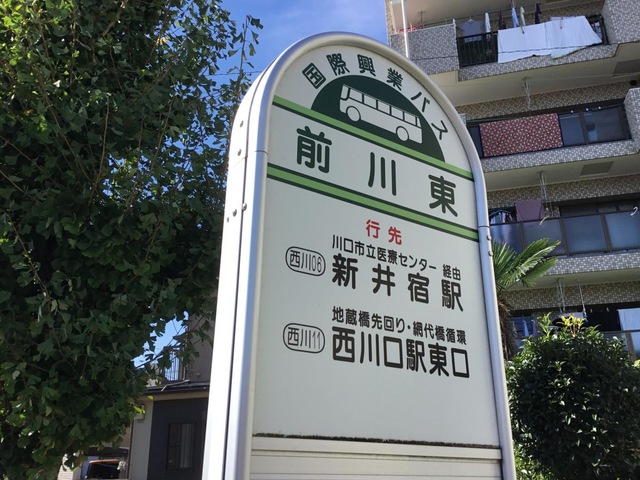 国際興業バス
前川東
行先
川口市立医療センター 経由
西川06 新井宿駅
地蔵橋先回り・網代橋循環
西川11 西川口駅東口